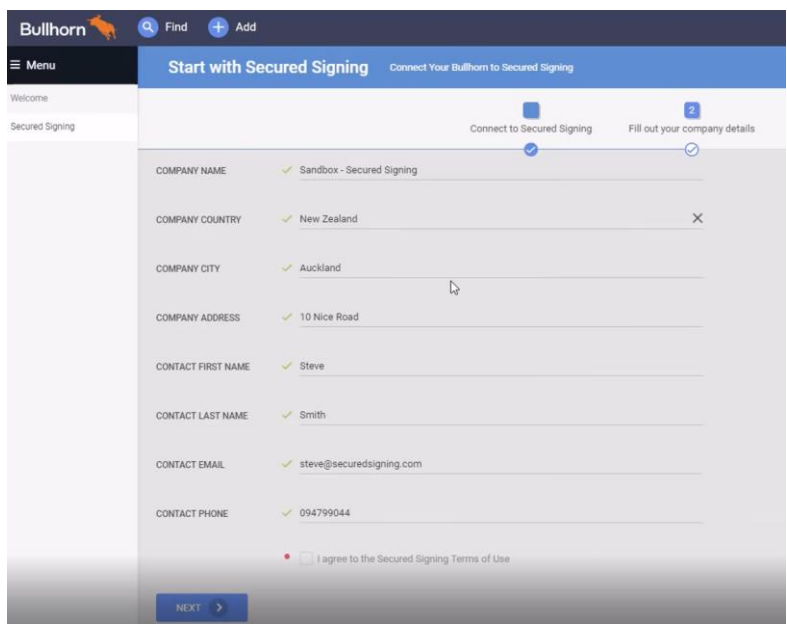 Bullhorn Find Add
Menu
Start with Secured Signing Connect Your Bullhorn to Secured Signing
Welcome
Secured Signing
2
Connect to Secured Signing Fill out your company details
COMPANY NAME Sandbox - Secured Signing
COMPANY COUNTRY New Zealand
COMPANY CITY Auckland
COMPANY ADDRESS 10 Nice Road
CONTACT FIRST NAME Steve
CONTACT LAST NAME Smith
CONTACT EMAIL steve@securedsigning.com
CONTACT PHONE 094799044
I agree to the Secured Signing Terms of Use
NEXT